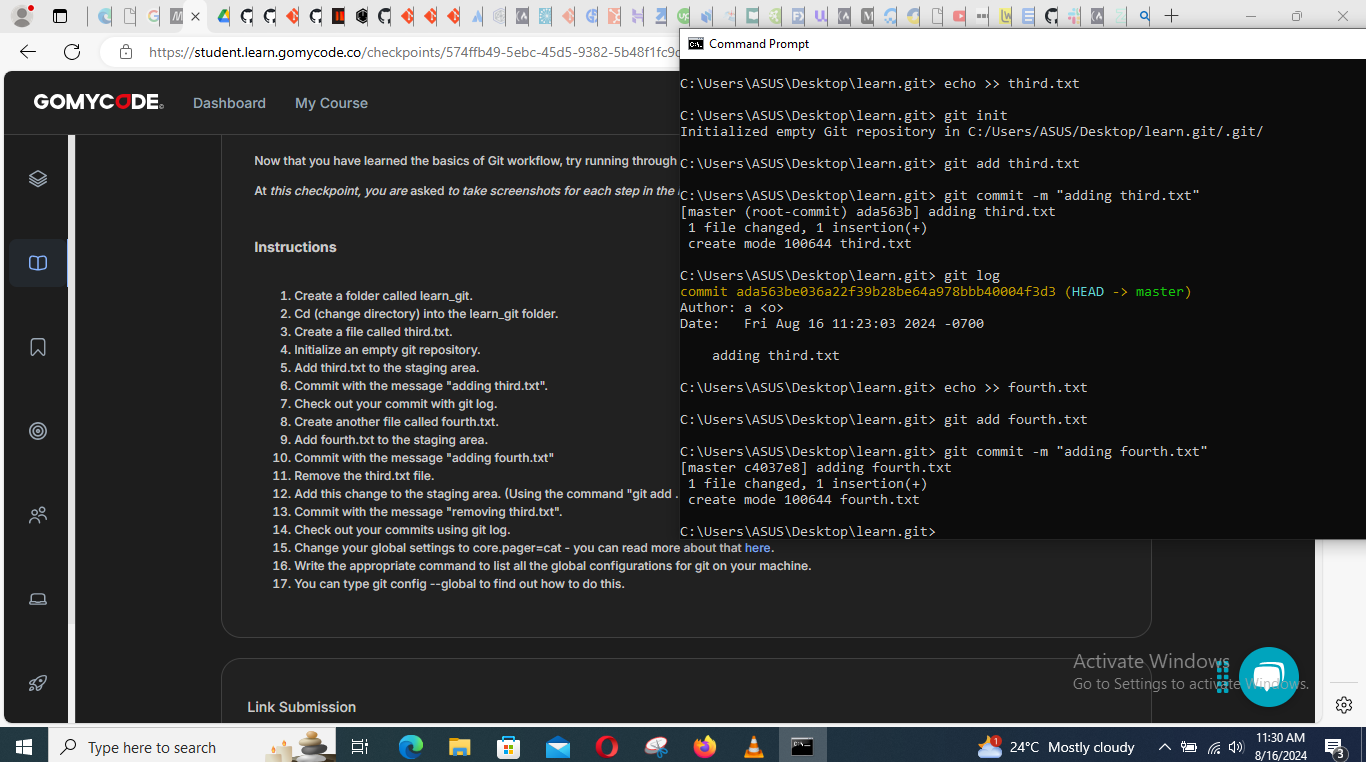 https://student.learn.gomycode.co/checkpoints/574ffb49-5ebc-45d5-9382-5b48f1fc9c
GOMYCODE
Dashboard
My Course
Now that you have learned the basics of Git workflow, try running through
At this checkpoint, you are asked to take screenshots for each step in the
Instructions
1. Create a folder called learn_git.
2. Cd (change directory) into the learn_git folder.
3. Create a file called third.txt.
4. Initialize an empty git repository.
5. Add third.txt to the staging area.
6. Commit with the message "adding third.txt".
7. Check out your commit with git log.
8. Create another file called fourth.txt.
9. Add fourth.txt to the staging area.
10. Commit with the message "adding fourth.txt"
11. Remove the third.txt file.
12. Add this change to the staging area. (Using the command "git add .
13. Commit with the message "removing third.txt".
14. Check out your commits using git log.
15. Change your global settings to core.pager=cat - you can read more about that here.
16. Write the appropriate command to list all the global configurations for git on your machine.
17. You can type git config --global to find out how to do this.
Link Submission
Command Prompt
C:\Users\ASUS\Desktop\learn.git> echo >> third.txt
C:\Users\ASUS\Desktop\learn.git> git init
Initialized empty Git repository in C:/Users/ASUS/Desktop/learn.git/.git/
C:\Users\ASUS\Desktop\learn.git> git add third.txt
C:\Users\ASUS\Desktop\learn.git> git commit -m "adding third.txt"
[master (root-commit) ada563b] adding third.txt
1 file changed, 1 insertion(+)
create mode 100644 third.txt
C:\Users\ASUS\Desktop\learn.git> git log
commit ada563be036a22f39b28be64a978bbb40004f3d3 (HEAD -> master)
Author: a <o>
Date:   Fri Aug 16 11:23:03 2024 -0700
adding third.txt
C:\Users\ASUS\Desktop\learn.git> echo >> fourth.txt
C:\Users\ASUS\Desktop\learn.git> git add fourth.txt
C:\Users\ASUS\Desktop\learn.git> git commit -m "adding fourth.txt"
[master c4037e8] adding fourth.txt
1 file changed, 1 insertion(+)
create mode 100644 fourth.txt
C:\Users\ASUS\Desktop\learn.git>
Activate Windows
Go to Settings to activate Windows.
Type here to search
1
24°C Mostly cloudy
11:30 AM
8/16/2024
3